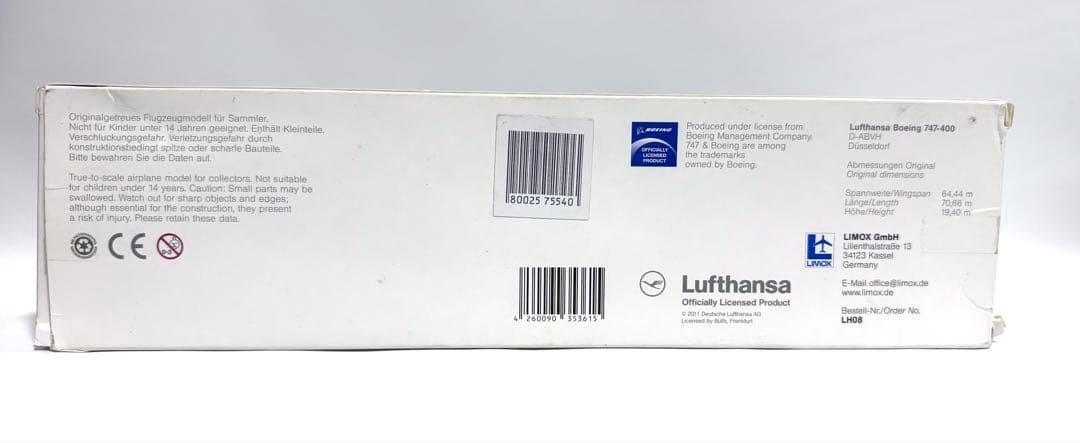 Originalgetreues Flugzeugmodell für Sammler.
Nicht für Kinder unter 14 Jahren geeignet. Enthält Kleinteile.
Verschluckungsgefahr. Verletzungsgefahr durch
konstruktionsbedingt spitze oder scharfe Bauteile.
Bitte bewahren Sie die Daten auf.
True-to-scale airplane model for collectors. Not suitable
for children under 14 years. Caution: Small parts may be
swallowed. Watch out for sharp objects and edges;
although essential for the construction, they present
a risk of injury. Please retain these data.
CE
0-3
80025 75540
4 260090 353615
BOEING
OFFICIALLY
LICENSED
PRODUCT
Produced under license from
Boeing Management Company.
747 & Boeing are among
the trademarks
owned by Boeing.
Lufthansa
Officially Licensed Product
© 2011 Deutsche Lufthansa AG
Licensed by Bulls, Frankfurt
Lufthansa Boeing 747-400
D-ABVH
Düsseldorf
Abmessungen Original
Original dimensions
Spannweite/Wingspan 64,44 m
Länge/Length 70,66 m
Höhe/Height 19,40 m
LIMOX
LIMOX GmbH
Lilienthalstraße 13
34123 Kassel
Germany
E-Mail office@limox.de
www.limox.de
Bestell-Nr./Order No.
LH08